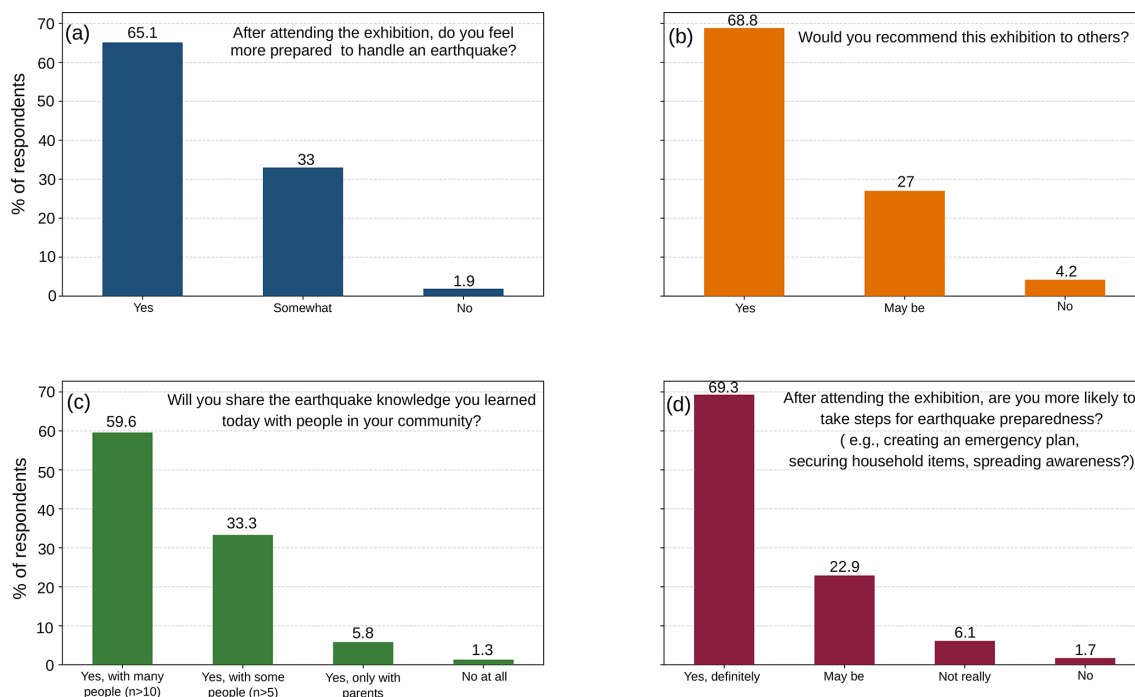 (a)
After attending the exhibition, do you feel
more prepared  to handle an earthquake?
% of respondents
70
60
50
40
30
20
10
0
65.1
33
1.9
Yes
Somewhat
No
(b)
Would you recommend this exhibition to others?
68.8
27
4.2
Yes
May be
No
(c)
Will you share the earthquake knowledge you learned
today with people in your community?
% of respondents
70
60
50
40
30
20
10
0
59.6
33.3
5.8
1.3
Yes, with many
people (n>10)
Yes, with some
people (n>5)
Yes, only with
parents
No at all
(d)
After attending the exhibition, are you more likely to
take steps for earthquake preparedness?
( e.g., creating an emergency plan,
securing household items, spreading awareness?)
69.3
22.9
6.1
1.7
Yes, definitely
May be
Not really
No